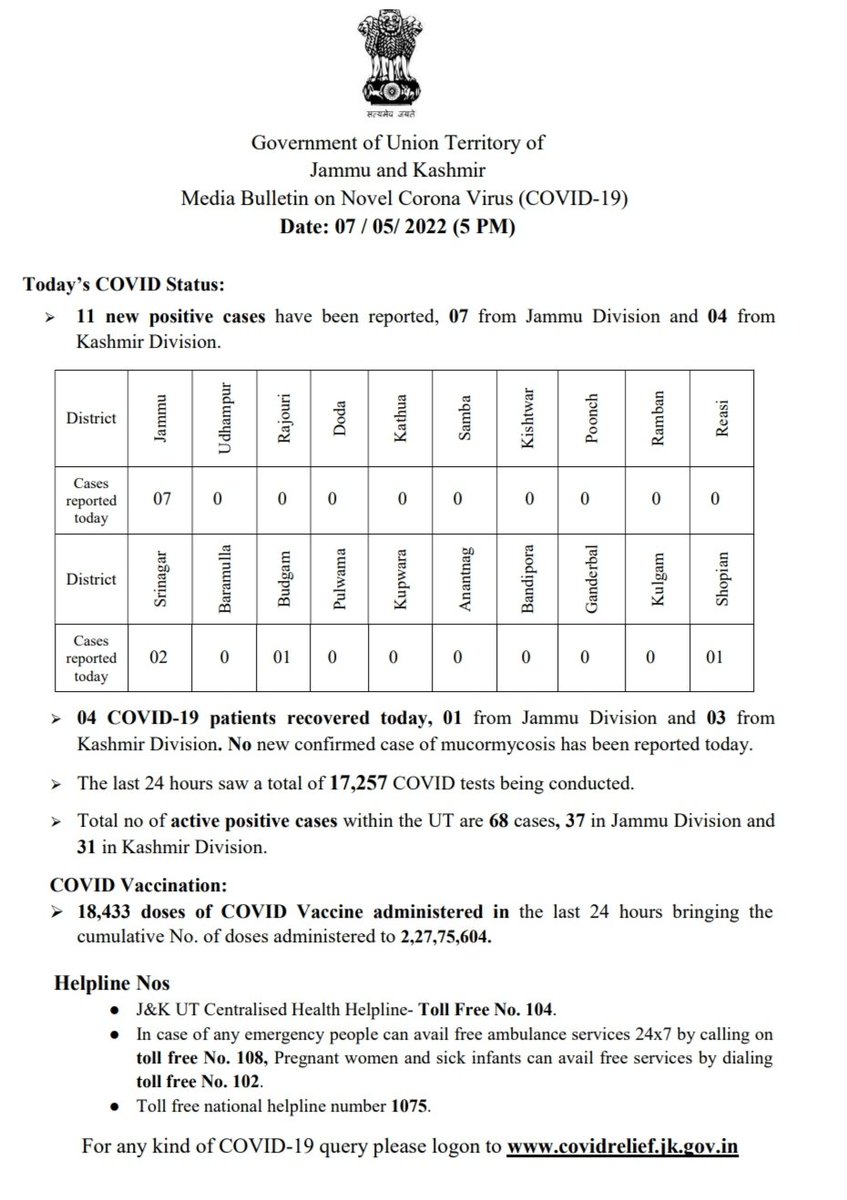 सत्यमेव जयते
Government of Union Territory of
Jammu and Kashmir
Media Bulletin on Novel Corona Virus (COVID-19)
Date: 07 / 05/ 2022 (5 PM)
Today’s COVID Status:
➢ 11 new positive cases have been reported, 07 from Jammu Division and 04 from
Kashmir Division.
District Jammu Udhampur Rajouri Doda Kathua Samba Kishtwar Poonch Ramban Reasi
Cases
reported
today
07 0 0 0 0 0 0 0 0 0
District Srinagar Baramulla Budgam Pulwama Kupwara Anantnag Bandipora Ganderbal Kulgam Shopian
Cases
reported
today
02 0 01 0 0 0 0 0 0 01
➢ 04 COVID-19 patients recovered today, 01 from Jammu Division and 03 from
Kashmir Division. No new confirmed case of mucormycosis has been reported today.
➢ The last 24 hours saw a total of 17,257 COVID tests being conducted.
➢ Total no of active positive cases within the UT are 68 cases, 37 in Jammu Division and
31 in Kashmir Division.
COVID Vaccination:
➢ 18,433 doses of COVID Vaccine administered in the last 24 hours bringing the
cumulative No. of doses administered to 2,27,75,604.
Helpline Nos
● J&K UT Centralised Health Helpline- Toll Free No. 104.
● In case of any emergency people can avail free ambulance services 24x7 by calling on
toll free No. 108, Pregnant women and sick infants can avail free services by dialing
toll free No. 102.
● Toll free national helpline number 1075.
For any kind of COVID-19 query please logon to www.covidrelief.jk.gov.in